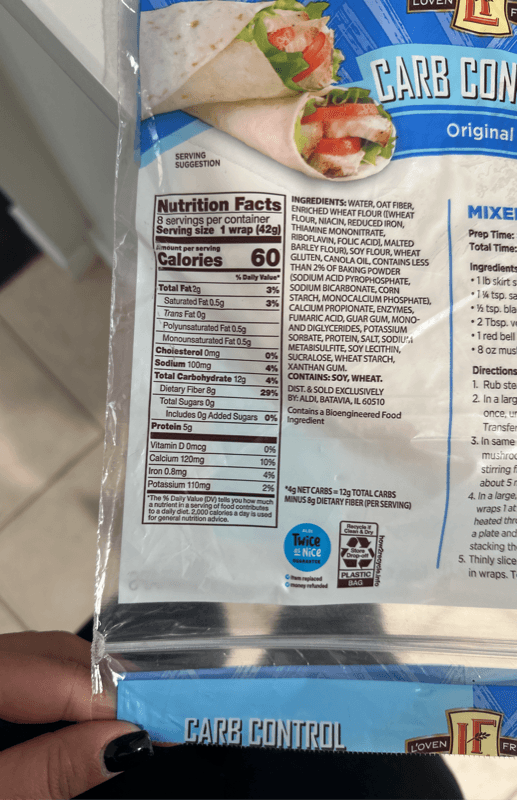 L'OVEN
LF
CARB CON
Original
SERVING
SUGGESTION
Nutrition Facts
8 servings per container
Serving size 1 wrap (42g)
Amount per serving
Calories 60
% Daily Value*
Total Fat 2g 3%
Saturated Fat 0.5g 3%
Trans Fat 0g
Polyunsaturated Fat 0.5g
Monounsaturated Fat 0.5g
Cholesterol 0mg 0%
Sodium 100mg 4%
Total Carbohydrate 12g 4%
Dietary Fiber 8g 29%
Total Sugars 0g
Includes 0g Added Sugars 0%
Protein 5g
Vitamin D 0mcg 0%
Calcium 120mg 10%
Iron 0.8mg 4%
Potassium 110mg 2%
*The % Daily Value (DV) tells you how much
a nutrient in a serving of food contributes
to a daily diet. 2,000 calories a day is used
for general nutrition advice.
INGREDIENTS: WATER, OAT FIBER,
ENRICHED WHEAT FLOUR ([WHEAT
FLOUR, NIACIN, REDUCED IRON,
THIAMINE MONONITRATE,
RIBOFLAVIN, FOLIC ACID], MALTED
BARLEY FLOUR), SOY FLOUR, WHEAT
GLUTEN, CANOLA OIL, CONTAINS LESS
THAN 2% OF BAKING POWDER
(SODIUM ACID PYROPHOSPHATE,
SODIUM BICARBONATE, CORN
STARCH, MONOCALCIUM PHOSPHATE),
CALCIUM PROPIONATE, ENZYMES,
FUMARIC ACID, GUAR GUM, MONO-
AND DIGLYCERIDES, POTASSIUM
SORBATE, PROTEIN, SALT, SODIUM
METABISULFITE, SOY LECITHIN,
SUCRALOSE, WHEAT STARCH,
XANTHAN GUM.
CONTAINS: SOY, WHEAT.
DIST. & SOLD EXCLUSIVELY
BY: ALDI, BATAVIA, IL 60510
Contains a Bioengineered Food
Ingredient
*4g NET CARBS = 12g TOTAL CARBS
MINUS 8g DIETARY FIBER (PER SERVING)
ALDI
Twice
as Nice
GUARANTEE
Item replaced
money refunded
Recycle if
Clean & Dry
Store
Drop-off
PLASTIC
BAG
how2recycle.info
MIXE
Prep Time:
Total Time:
Ingredients
• 1 lb skirt s
• 1 ¼ tsp. sa
• ½ tsp. bla
• 2 Tbsp. v
• 1 red bell
• 8 oz mus
Directions
1. Rub ste
2. In a larg
once, u
Transfer
3. In same
mushroo
stirring f
about 5 
4. In a large
wraps 1 at
heated thr
a plate and
stacking th
5. Thinly slice
in wraps. T
CARB CONTROL
L'OVEN
LF
FR